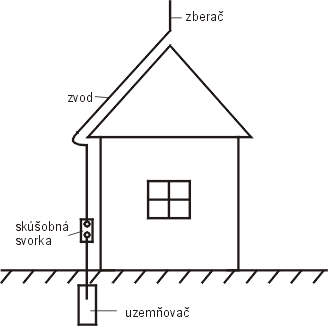 zberač
zvod
skúšobná
svorka
uzemňovač